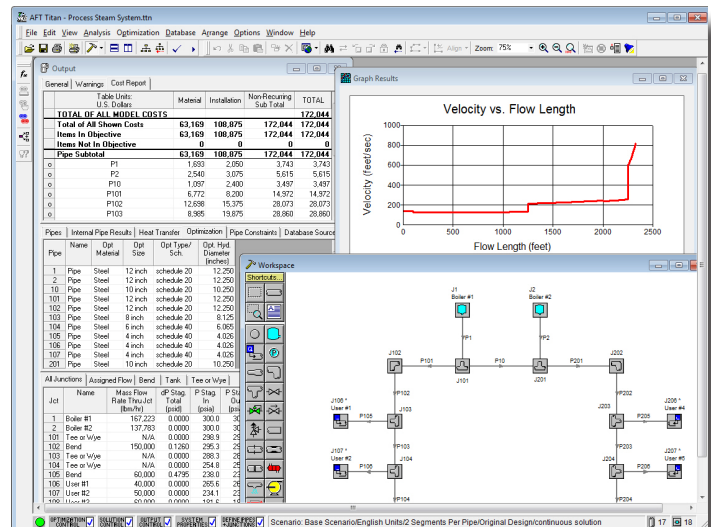 AFT Titan - Process Steam System.ttn
File Edit View Analysis Optimization Database Arrange Options Window Help
Align Zoom: 75%
Output
General Warnings Cost Report
Table Units: U.S. Dollars Material Installation Non-Recurring Sub Total TOTAL
TOTAL OF ALL MODEL COSTS 172,044
Total of All Shown Costs 63,169 108,875 172,044 172,044
Items In Objective 63,169 108,875 172,044 172,044
Items Not In Objective 0 0 0 0
Pipe Subtotal 63,169 108,875 172,044 172,044
P1 1,693 2,050 3,743 3,743
P2 2,540 3,075 5,615 5,615
P10 1,097 2,400 3,497 3,497
P101 6,772 8,200 14,972 14,972
P102 12,698 15,375 28,073 28,073
P103 8,985 19,875 28,860 28,860
Pipes Internal Pipe Results Heat Transfer Optimization Pipe Constraints Database Sources
Pipe Name Opt Material Opt Size Opt Type/ Sch. Opt. Hyd. Diameter (inches)
1 Pipe Steel 12 inch schedule 20 12.250
2 Pipe Steel 12 inch schedule 20 12.250
10 Pipe Steel 10 inch schedule 20 10.250
101 Pipe Steel 12 inch schedule 20 12.250
102 Pipe Steel 12 inch schedule 20 12.250
103 Pipe Steel 8 inch schedule 20 8.125
104 Pipe Steel 6 inch schedule 40 6.065
105 Pipe Steel 4 inch schedule 40 4.026
106 Pipe Steel 4 inch schedule 40 4.026
107 Pipe Steel 4 inch schedule 40 4.026
201 Pipe Steel 10 inch schedule 20 10.250
All Junctions Assigned Flow Bend Tank Tee or Wye
Jct Name Mass Flow Rate Thru Jct (lbm/hr) dP Stag. Total (psid) P Stag. In (psia)
1 Boiler #1 167,223 0.0000 300.0
2 Boiler #2 137,783 0.0000 300.0
101 Tee or Wye N/A 0.0000 298.9
102 Bend 150,000 0.1260 295.3
103 Tee or Wye N/A 0.0000 288.3
104 Tee or Wye N/A 0.0000 254.8
105 Bend 60,000 0.4795 238.0
106 User #1 40,000 0.0000 265.6
107 User #2 50,000 0.0000 234.1
Graph Results
Velocity vs. Flow Length
Velocity (feet/sec)
1000
800
600
400
200
0
0 500 1000 1500 2000 2500
Flow Length (feet)
Workspace
Shortcuts...
J1
Boiler #1
J2
Boiler #2
P1
P2
J102 P101 J101 P10 J201 P201 J202
P102
P202
J106 *
User #1
P105
J103
J203
P205
J206 *
User #4
P103
P203
J107 *
User #2
P106
J104
J204
P206
J207 *
User #5
P104
P204
OPTIMIZATION CONTROL SOLUTION CONTROL OUTPUT CONTROL SYSTEM PROPERTIES DEFINE PIPES & JUNCTIONS Scenario: Base Scenario/English Units/2 Segments Per Pipe/Original Design/continuous solution 17 18